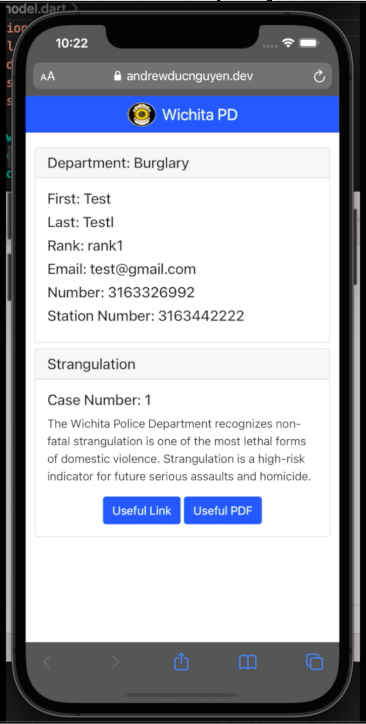 model.dart >
10:22
AA
andrewducnguyen.dev
Wichita PD
Department: Burglary
First: Test
Last: Testl
Rank: rank1
Email: test@gmail.com
Number: 3163326992
Station Number: 3163442222
Strangulation
Case Number: 1
The Wichita Police Department recognizes non-
fatal strangulation is one of the most lethal forms
of domestic violence. Strangulation is a high-risk
indicator for future serious assaults and homicide.
Useful Link
Useful PDF